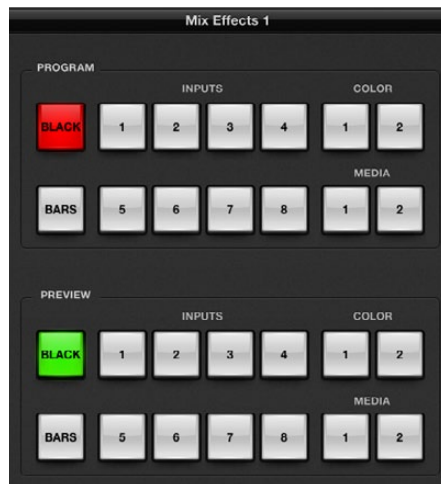 Mix Effects 1
PROGRAM
INPUTS COLOR
BLACK 1 2 3 4 1 2
MEDIA
BARS 5 6 7 8 1 2
PREVIEW
INPUTS COLOR
BLACK 1 2 3 4 1 2
MEDIA
BARS 5 6 7 8 1 2